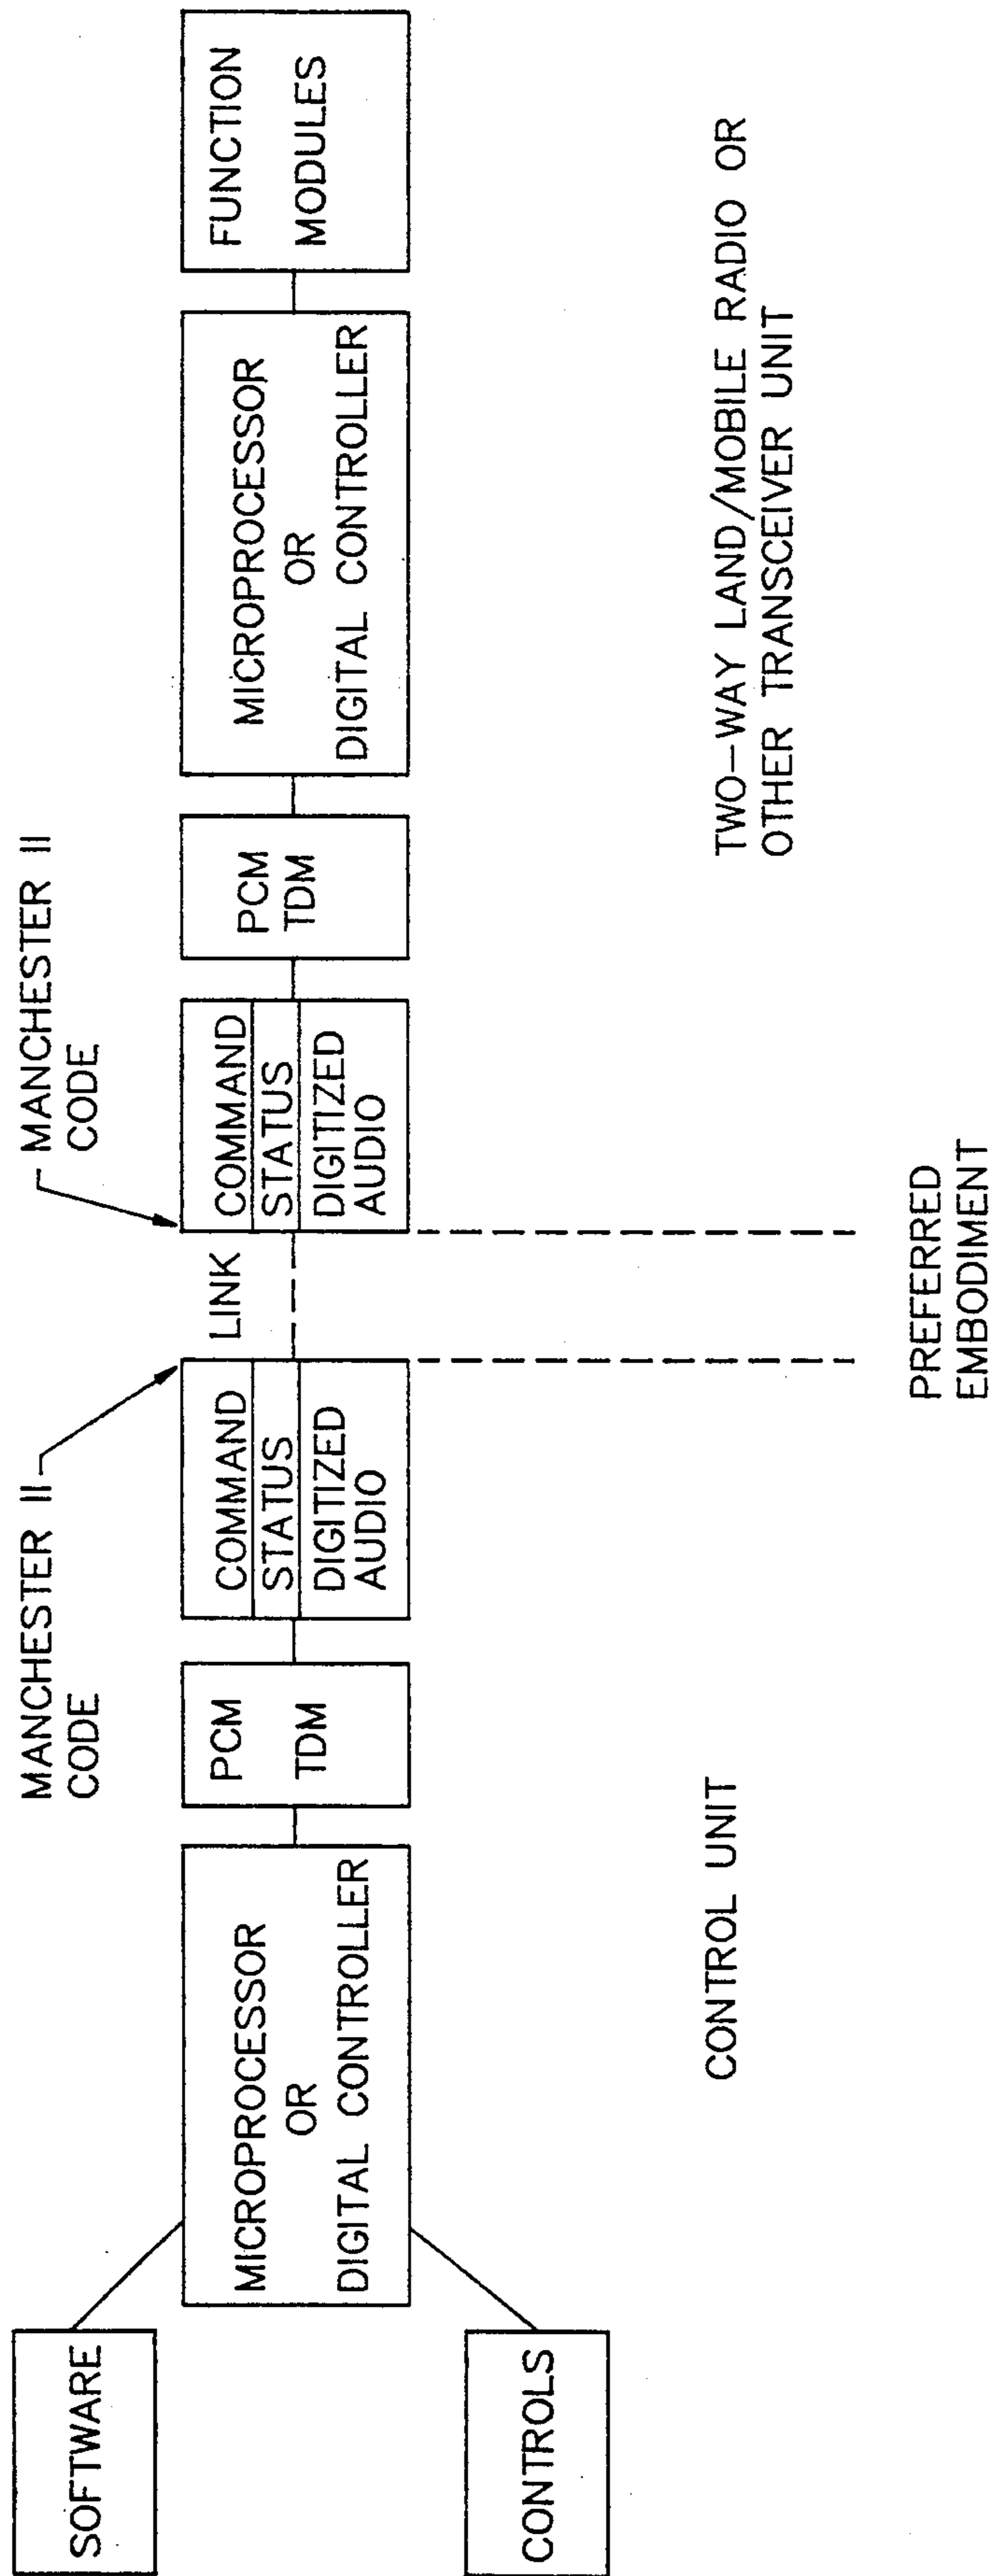 SOFTWARE
CONTROLS
MICROPROCESSOR
OR
DIGITAL CONTROLLER
PCM
TDM
MANCHESTER II
CODE
COMMAND
STATUS
DIGITIZED
AUDIO
LINK
MANCHESTER II
CODE
COMMAND
STATUS
DIGITIZED
AUDIO
PCM
TDM
MICROPROCESSOR
OR
DIGITAL CONTROLLER
FUNCTION
MODULES
CONTROL UNIT
TWO-WAY LAND/MOBILE RADIO OR
OTHER TRANSCEIVER UNIT
PREFERRED
EMBODIMENT